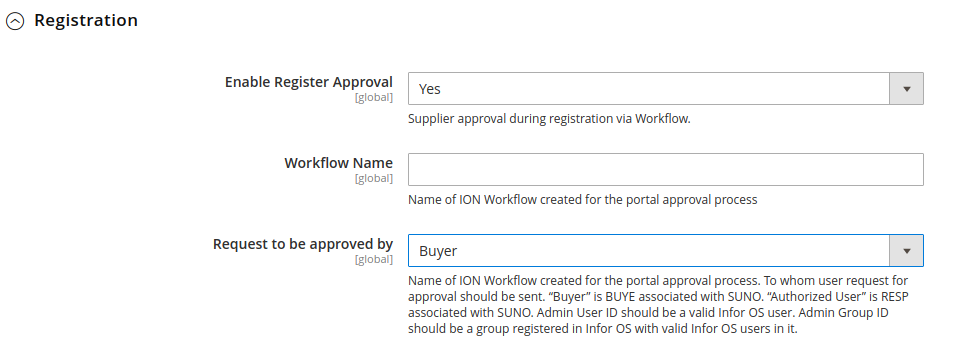 Registration
Enable Register Approval
[global]
Yes
Supplier approval during registration via Workflow.
Workflow Name
[global]
Name of ION Workflow created for the portal approval process
Request to be approved by
[global]
Buyer
Name of ION Workflow created for the portal approval process. To whom user request for
approval should be sent. “Buyer” is BUYE associated with SUNO. “Authorized User” is RESP
associated with SUNO. Admin User ID should be a valid Infor OS user. Admin Group ID
should be a group registered in Infor OS with valid Infor OS users in it.